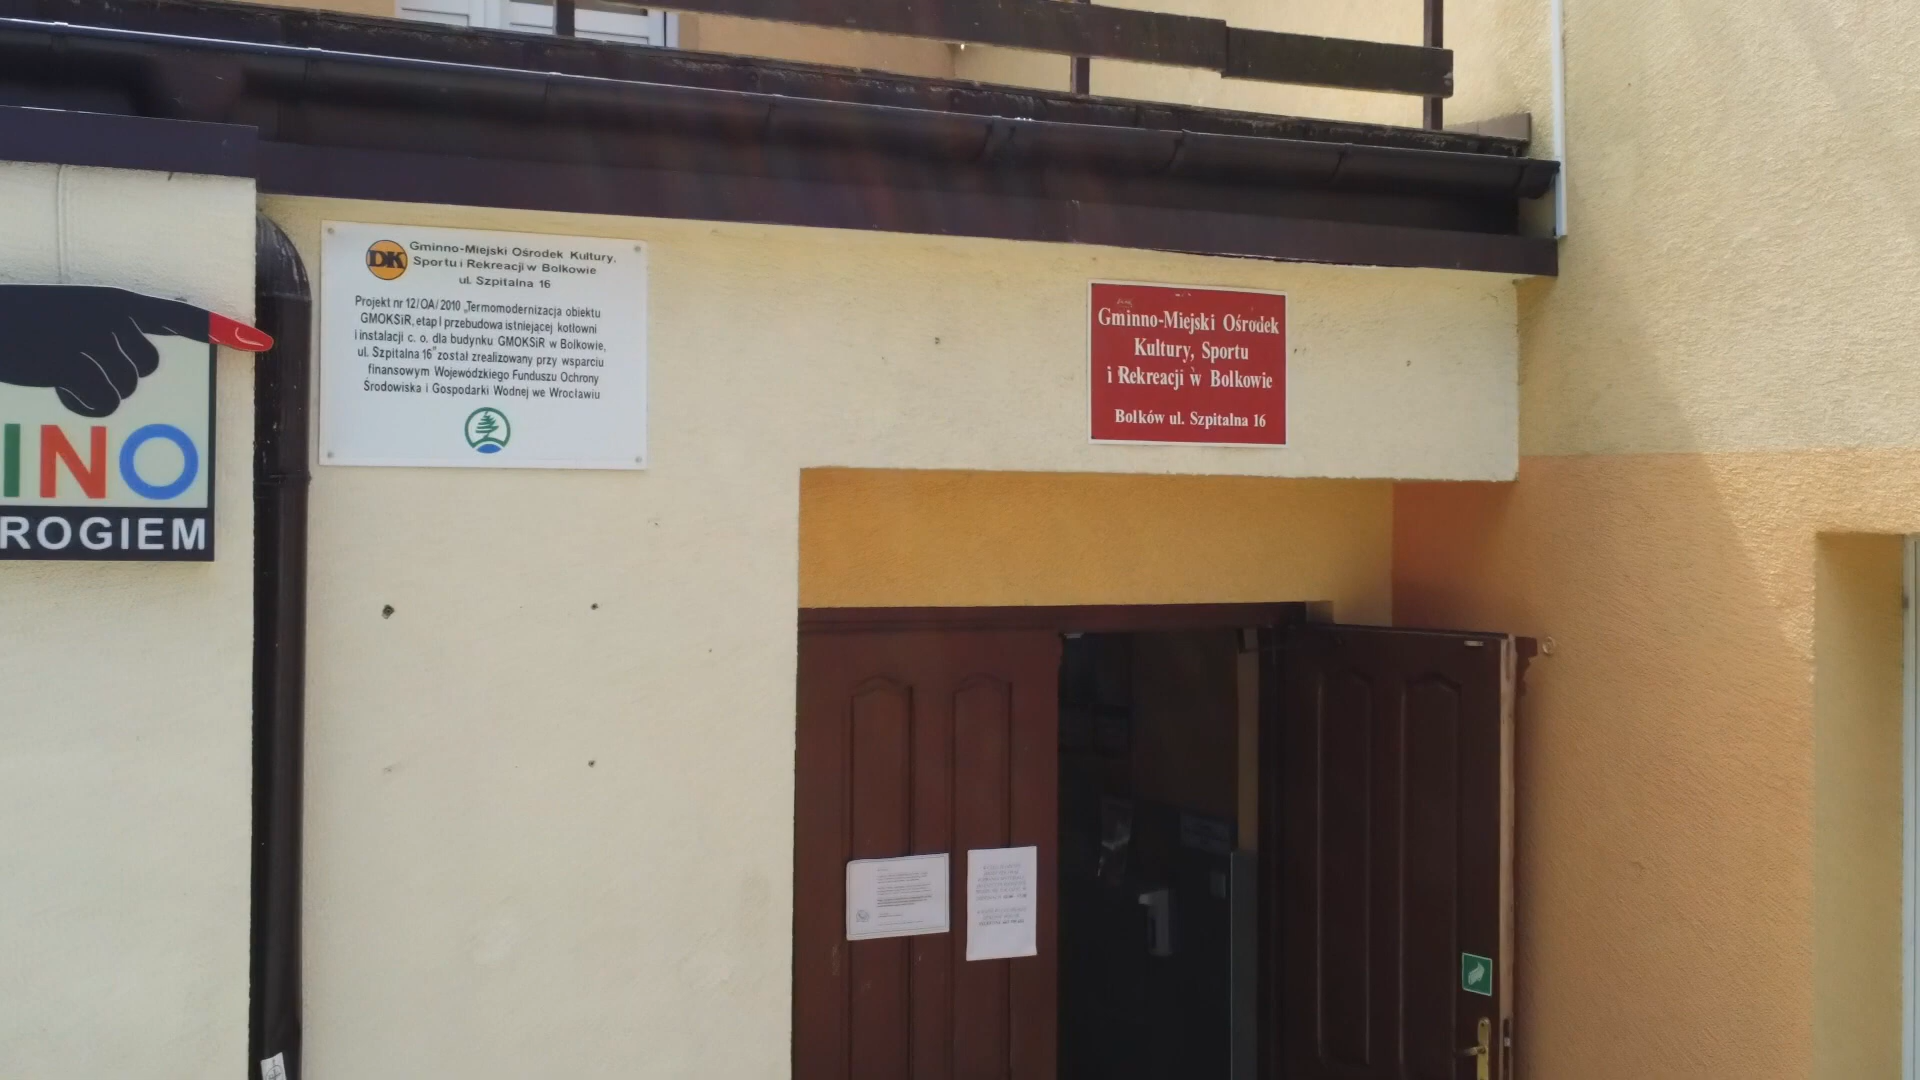 DK
Gminno-Miejski Ośrodek Kultury,
Sportu i Rekreacji w Bolkowie
ul. Szpitalna 16
Projekt nr 12/OA/2010 „Termomodernizacja obiektu
GMOKSiR, etap I przebudowa istniejącej kotłowni
i instalacji c. o. dla budynku GMOKSiR w Bolkowie,
ul. Szpitalna 16" został zrealizowany przy wsparciu
finansowym Wojewódzkiego Funduszu Ochrony
Środowiska i Gospodarki Wodnej we Wrocławiu
INO
ROGIEM
Gminno-Miejski Ośrodek
Kultury, Sportu
i Rekreacji w Bolkowie
Bolków ul. Szpitalna 16